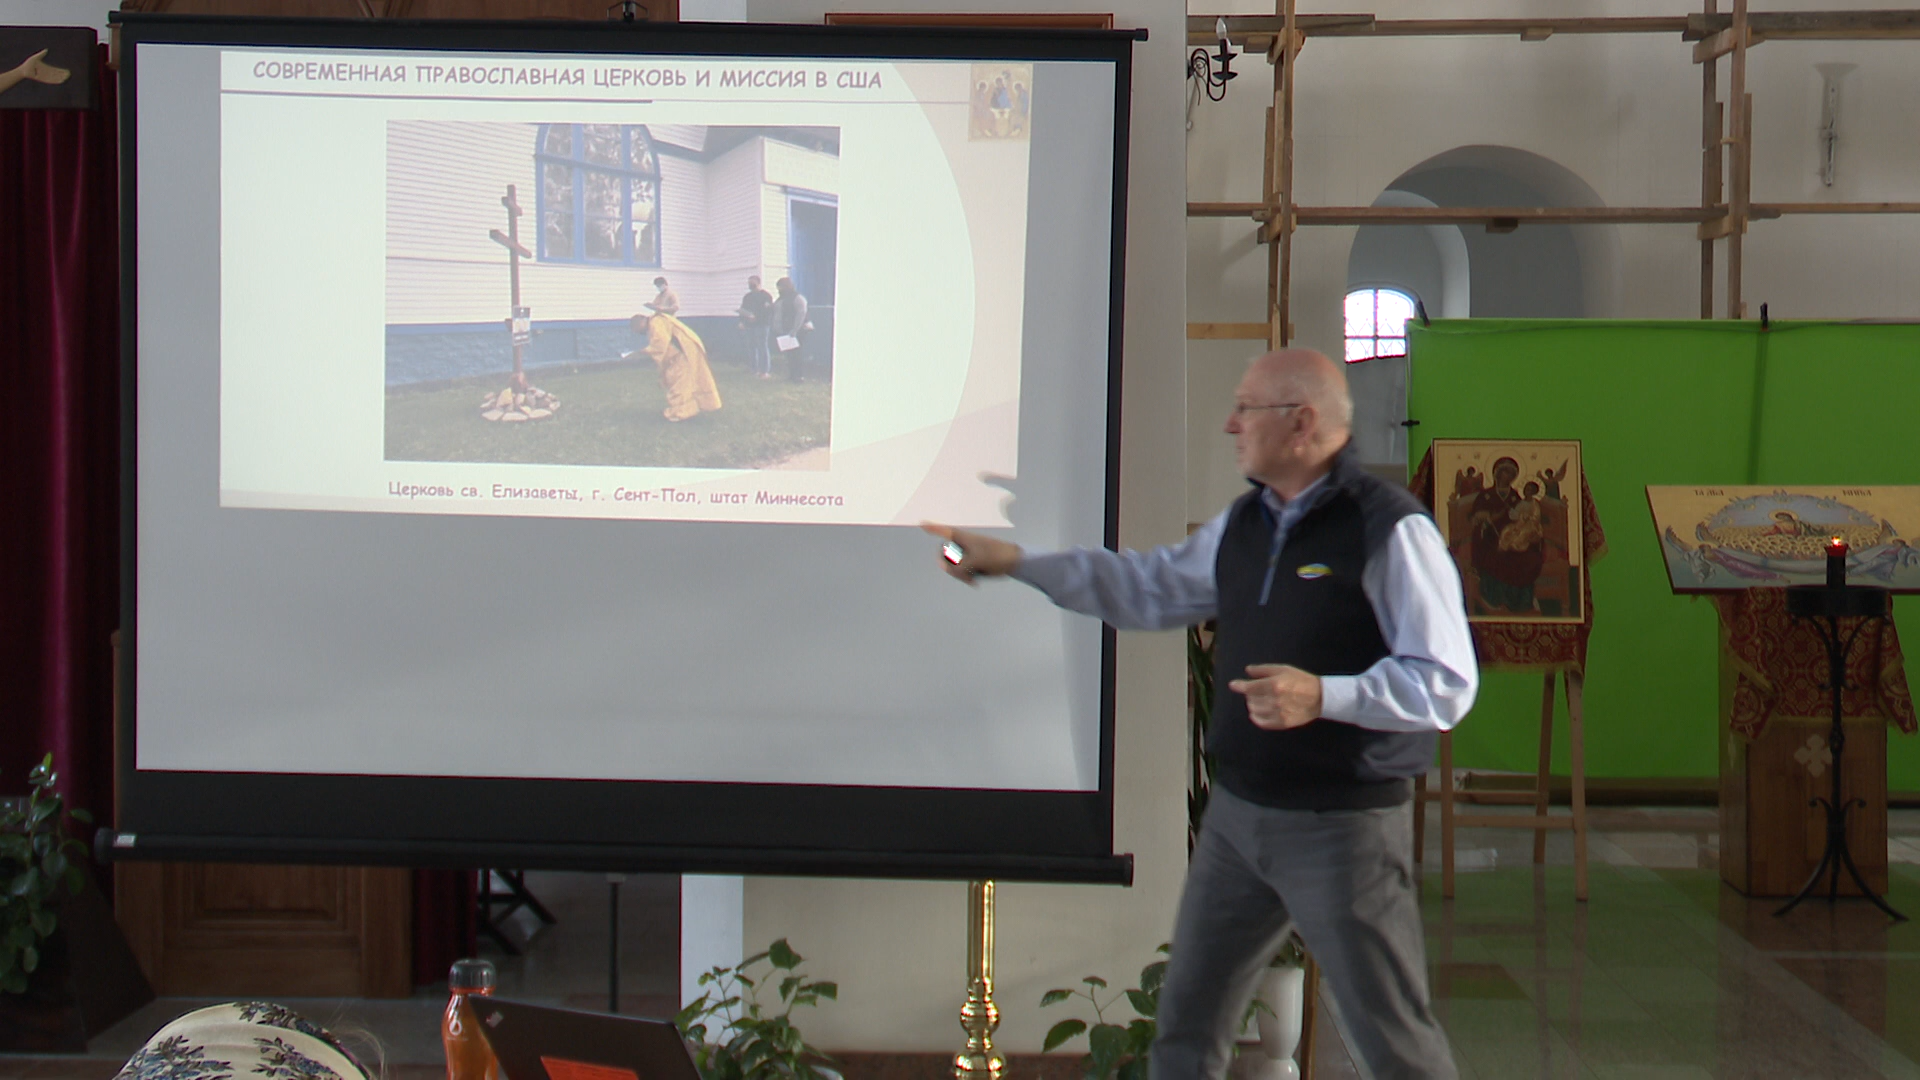 СОВРЕМЕННАЯ ПРАВОСЛАВНАЯ ЦЕРКОВЬ И МИССИЯ В США
Церковь св. Елизаветы, г. Сент-Пол, штат Миннесота